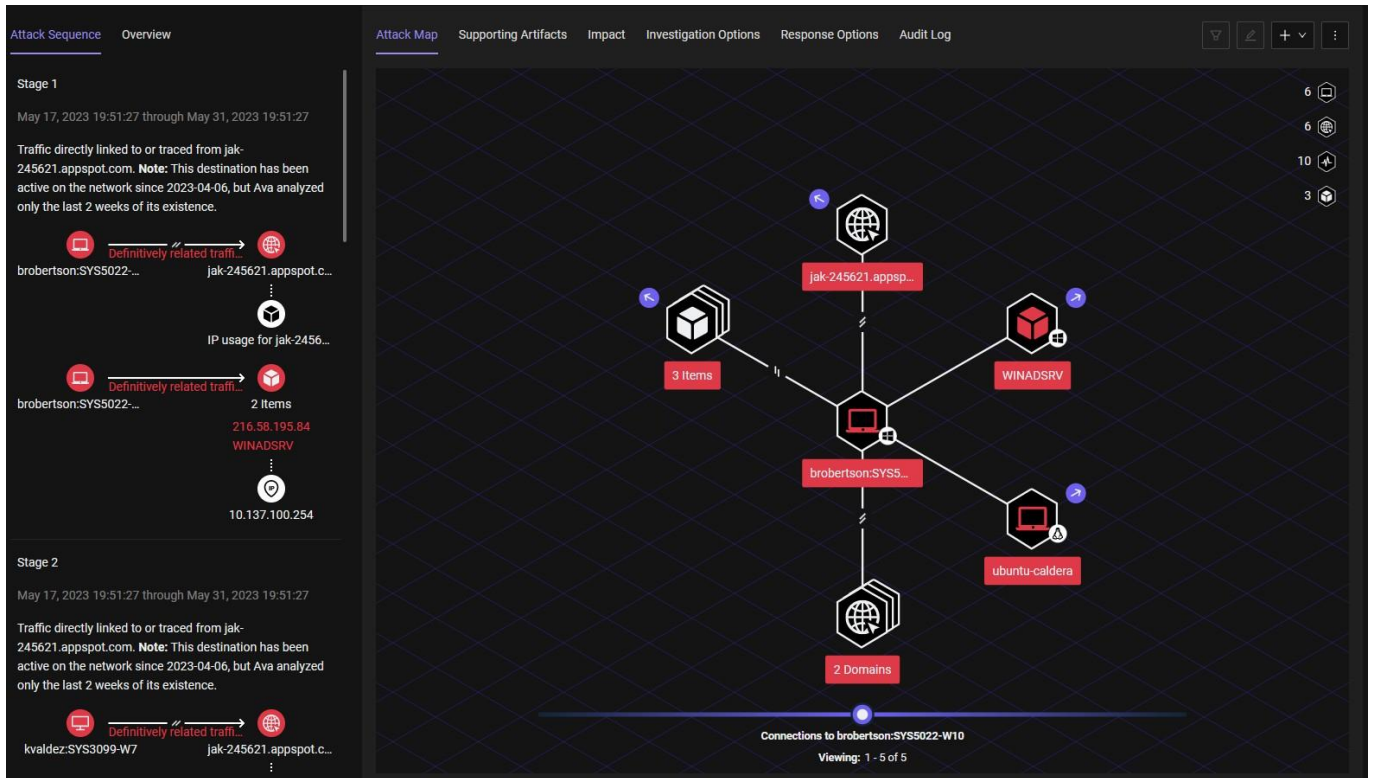 Attack Sequence
Overview
Stage 1
May 17, 2023 19:51:27 through May 31, 2023 19:51:27
Traffic directly linked to or traced from jak-
245621.appspot.com. Note: This destination has been
active on the network since 2023-04-06, but Ava analyzed
only the last 2 weeks of its existence.
Definitively related traffi...
brobertson:SYS5022-...
jak-245621.appspot.c...
IP usage for jak-2456...
Definitively related traffi...
brobertson:SYS5022-...
2 Items
216.58.195.84
WINADSRV
IP
10.137.100.254
Stage 2
May 17, 2023 19:51:27 through May 31, 2023 19:51:27
Traffic directly linked to or traced from jak-
245621.appspot.com. Note: This destination has been
active on the network since 2023-04-06, but Ava analyzed
only the last 2 weeks of its existence.
Definitively related traffi...
kvaldez:SYS3099-W7
jak-245621.appspot.c...
Attack Map
Supporting Artifacts
Impact
Investigation Options
Response Options
Audit Log
6
6
10
3
jak-245621.appsp...
3 Items
WINADSRV
brobertson:SYS5...
ubuntu-caldera
2 Domains
Connections to brobertson:SYS5022-W10
Viewing: 1 - 5 of 5